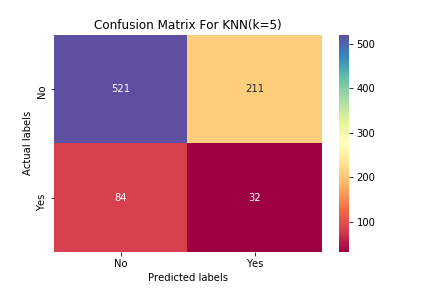 Confusion Matrix For KNN(k=5)
Actual labels
No
521
211
Yes
84
32
No
Yes
Predicted labels
500
400
300
200
100